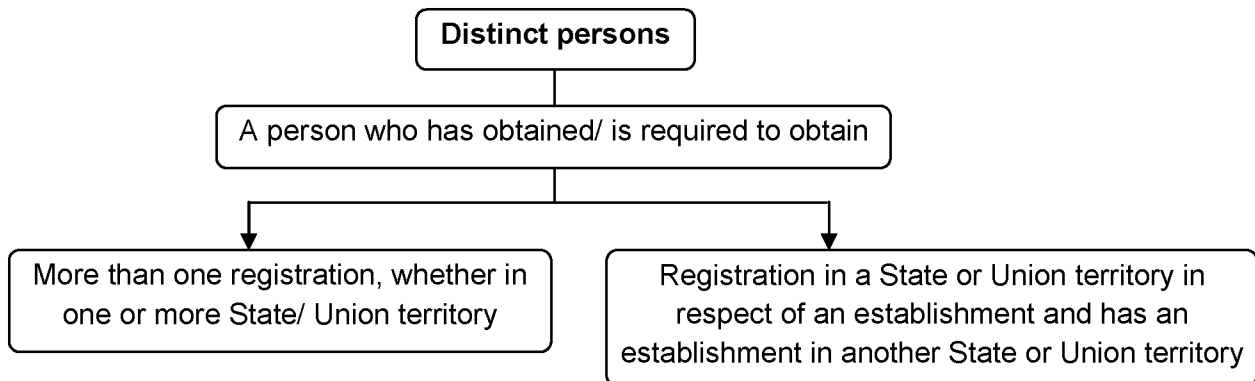 Distinct persons
A person who has obtained/ is required to obtain
More than one registration, whether in
one or more State/ Union territory
Registration in a State or Union territory in
respect of an establishment and has an
establishment in another State or Union territory